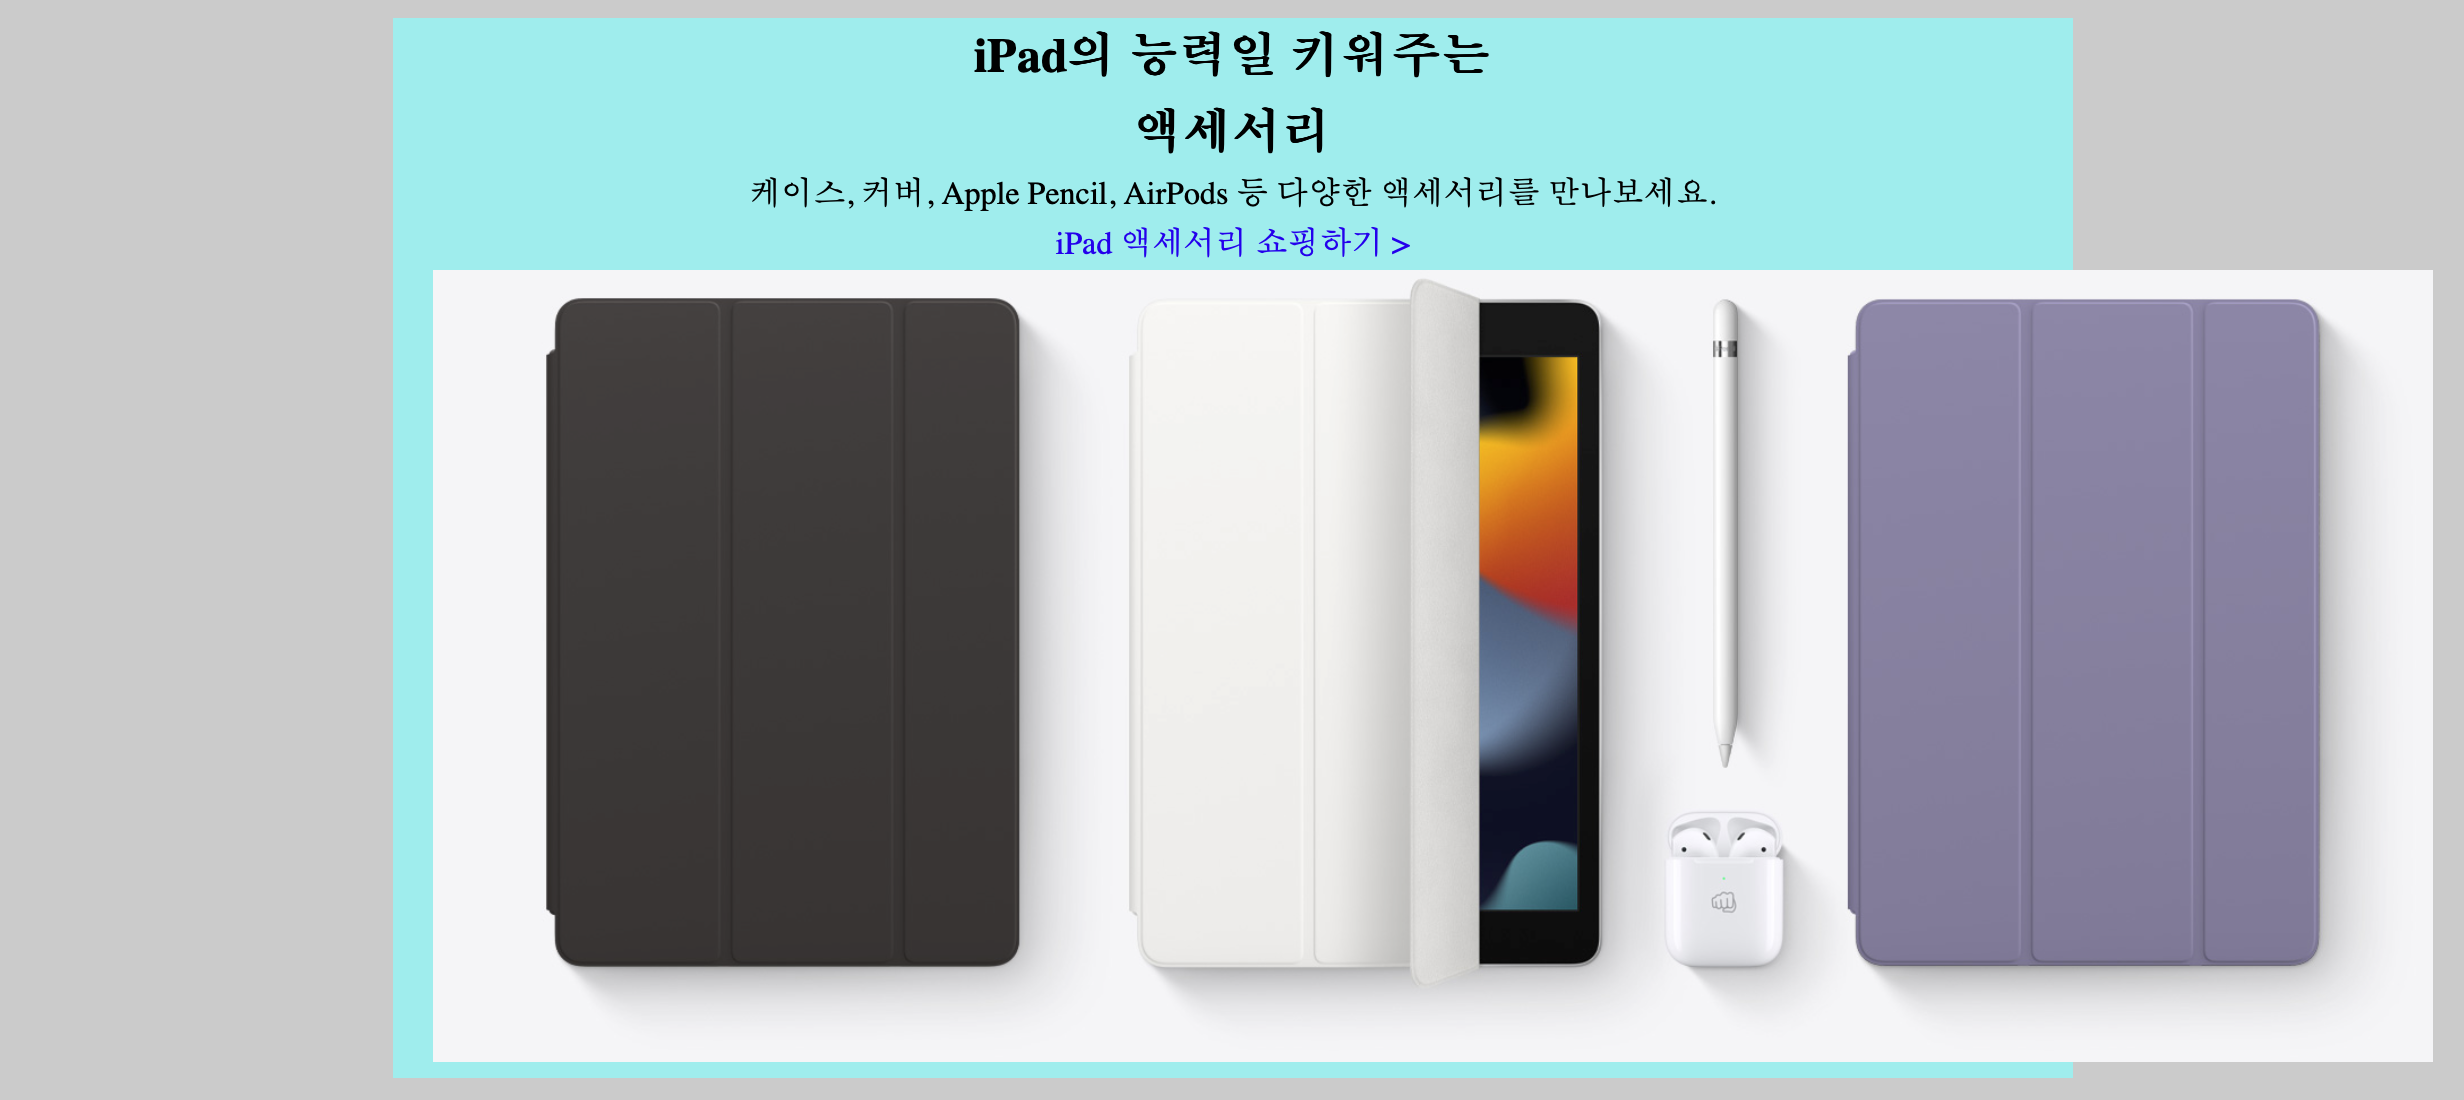 iPad의 능력일 키워주는
액세서리
케이스, 커버, Apple Pencil, AirPods 등 다양한 액세서리를 만나보세요.
iPad 액세서리 쇼핑하기 >